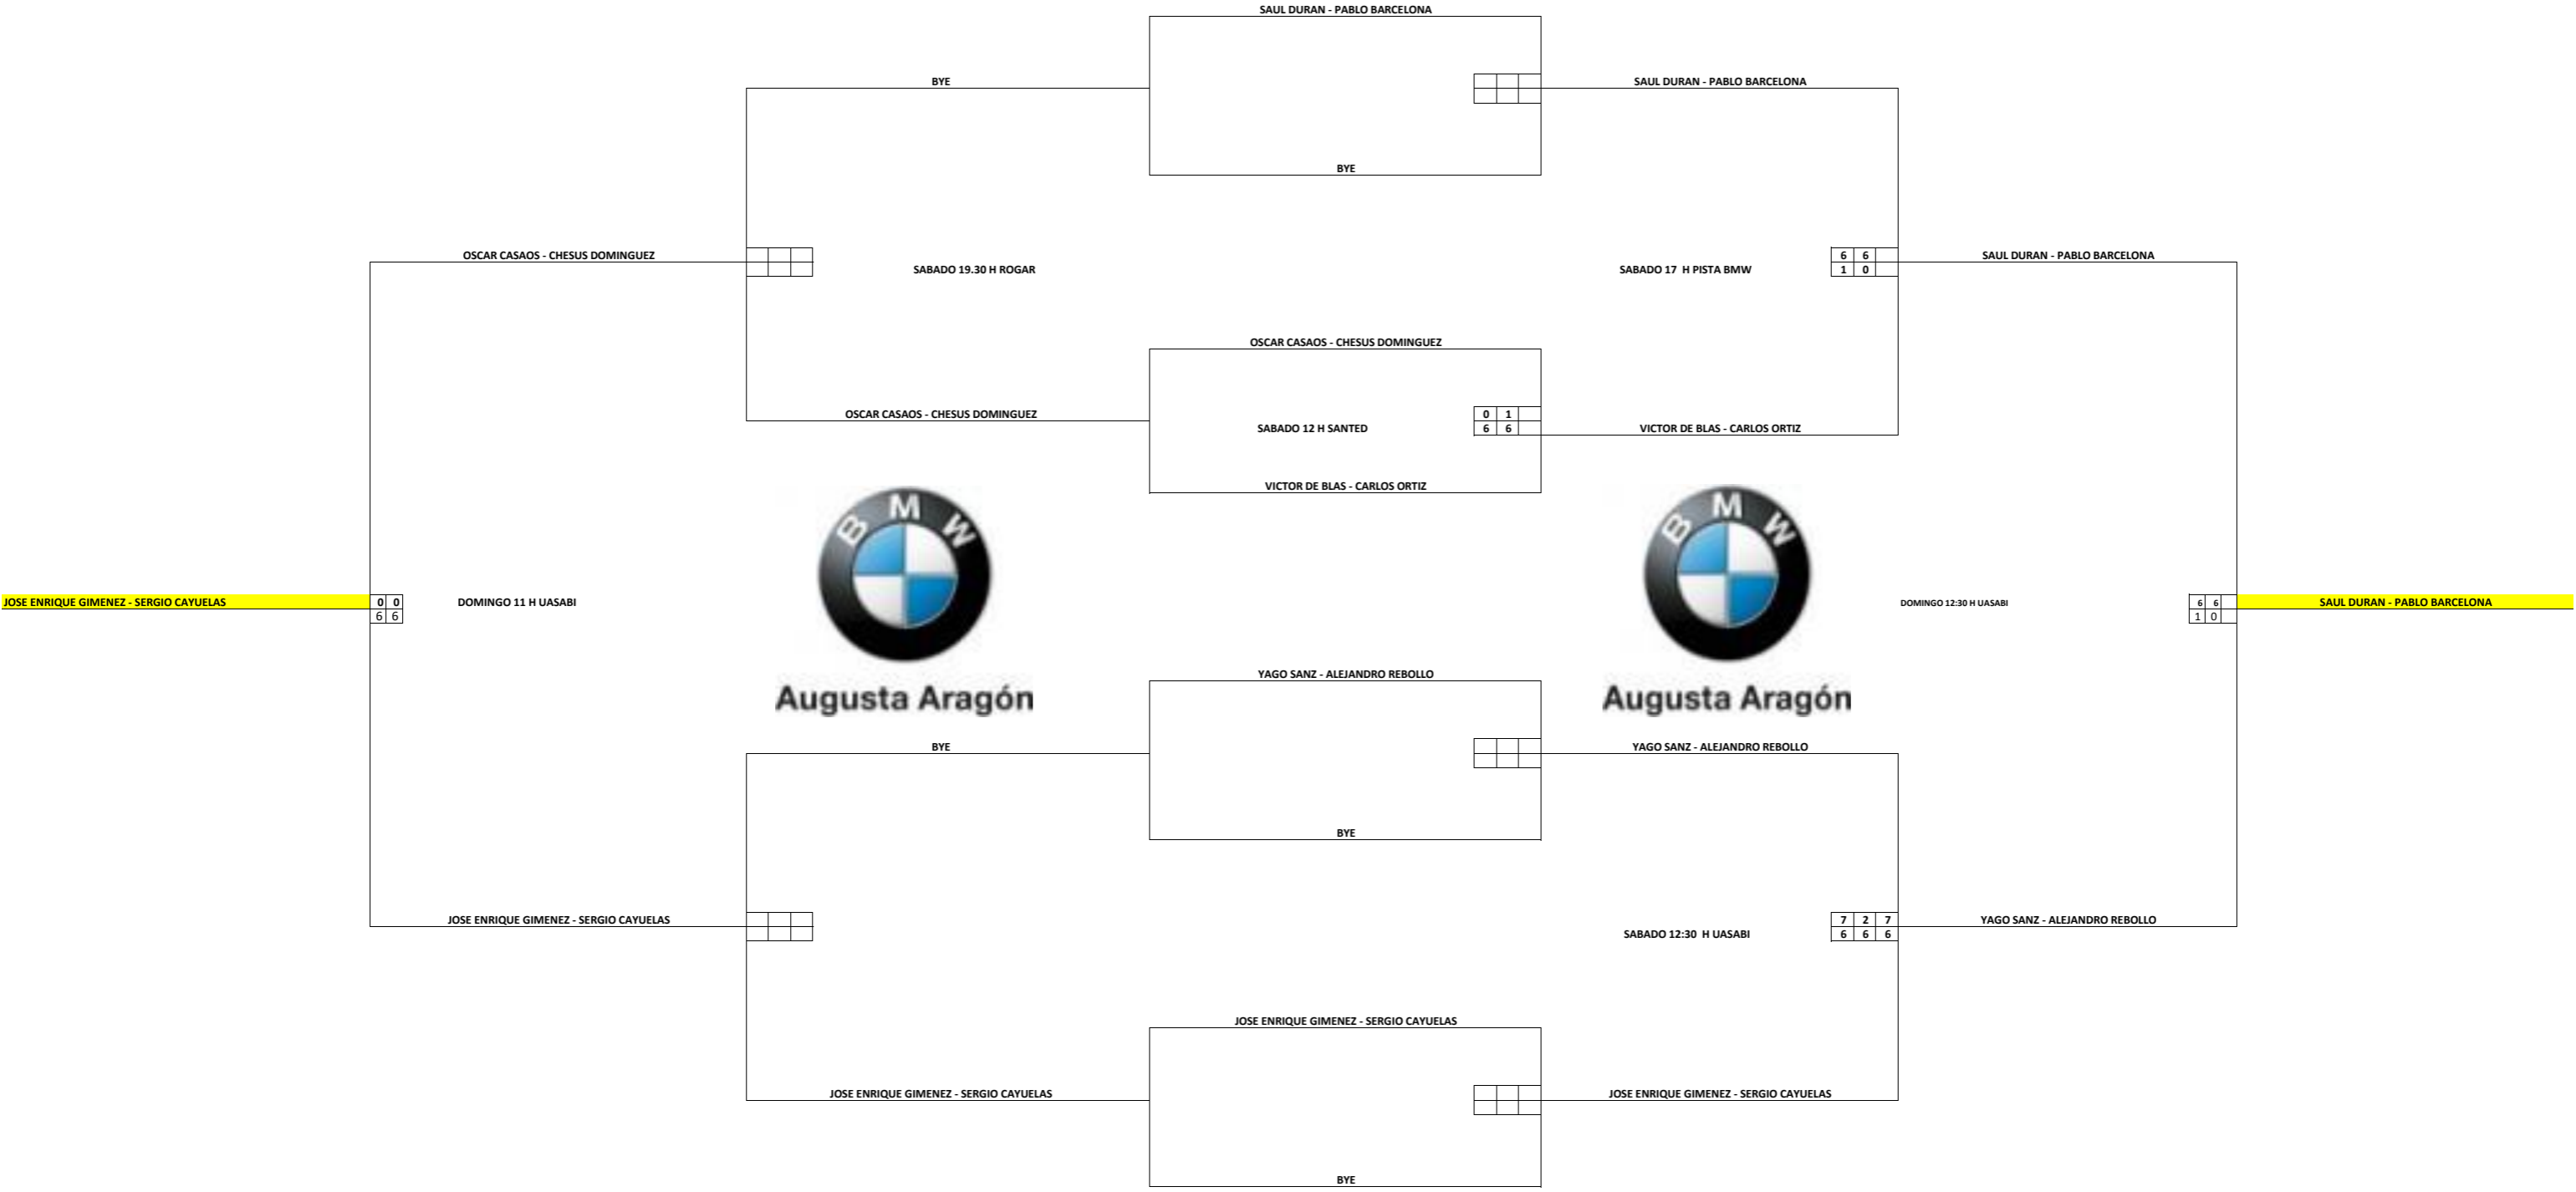 SAUL DURAN - PABLO BARCELONA
BYE
SAUL DURAN - PABLO BARCELONA
BYE
OSCAR CASAOS - CHESUS DOMINGUEZ
6 6
SAUL DURAN - PABLO BARCELONA
SABADO 19.30 H ROGAR
SABADO 17 H PISTA BMW
1 0
OSCAR CASAOS - CHESUS DOMINGUEZ
OSCAR CASAOS - CHESUS DOMINGUEZ
0 1
SABADO 12 H SANTED
6 6
VICTOR DE BLAS - CARLOS ORTIZ
VICTOR DE BLAS - CARLOS ORTIZ
BMW
BMW
JOSE ENRIQUE GIMENEZ - SERGIO CAYUELAS
0 0
DOMINGO 11 H UASABI
DOMINGO 12:30 H UASABI
6 6
SAUL DURAN - PABLO BARCELONA
6 6
1 0
YAGO SANZ - ALEJANDRO REBOLLO
Augusta Aragón
Augusta Aragón
BYE
YAGO SANZ - ALEJANDRO REBOLLO
BYE
JOSE ENRIQUE GIMENEZ - SERGIO CAYUELAS
7 2 7
YAGO SANZ - ALEJANDRO REBOLLO
SABADO 12:30 H UASABI
6 6 6
JOSE ENRIQUE GIMENEZ - SERGIO CAYUELAS
JOSE ENRIQUE GIMENEZ - SERGIO CAYUELAS
JOSE ENRIQUE GIMENEZ - SERGIO CAYUELAS
BYE